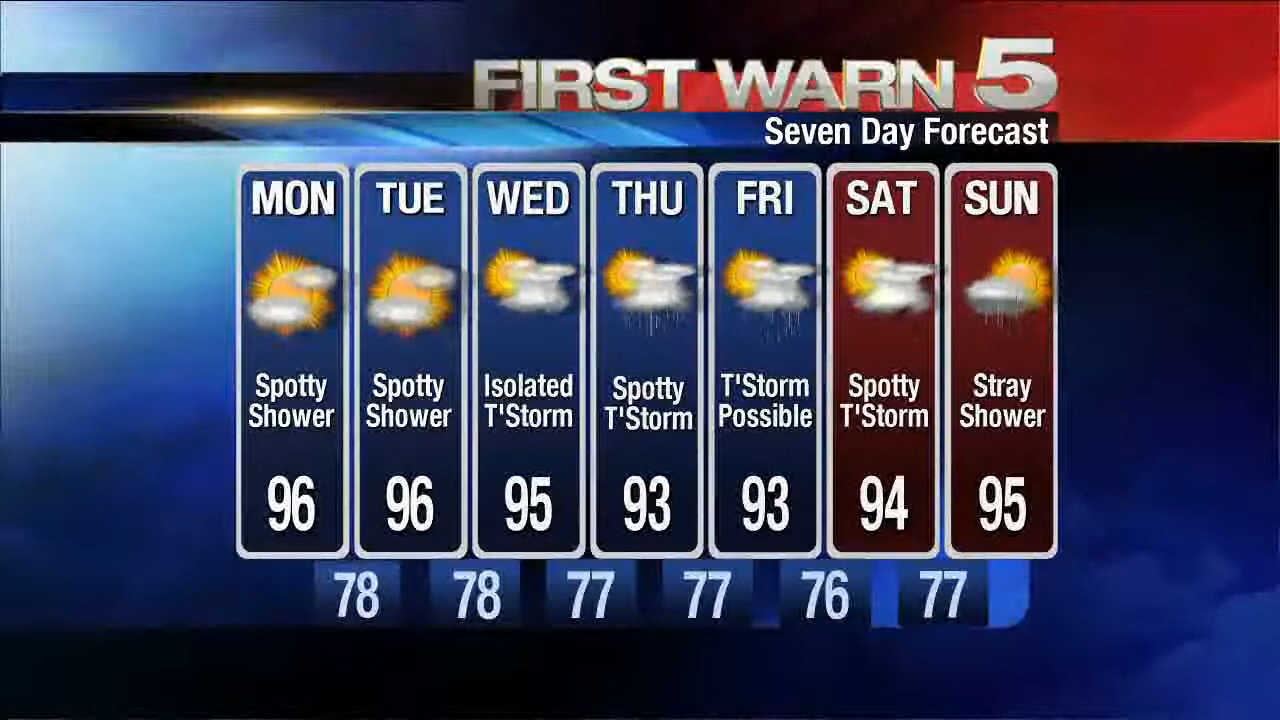 FIRST WARN 5
Seven Day Forecast
MON TUE WED THU FRI SAT SUN
Spotty Spotty Isolated Spotty T'Storm Spotty Stray
Shower Shower T'Storm T'Storm Possible T'Storm Shower
96 96 95 93 93 94 95
78 78 77 77 76 77